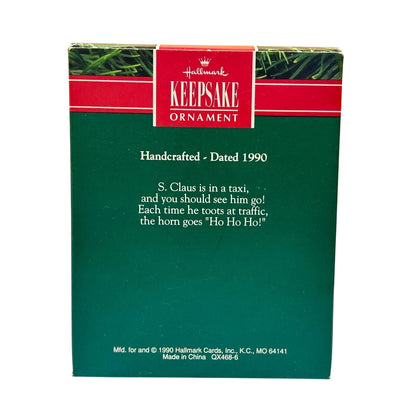 Hallmark
KEEPSAKE
ORNAMENT
Handcrafted - Dated 1990
S. Claus is in a taxi,
and you should see him go!
Each time he toots at traffic,
the horn goes "Ho Ho Ho!"
Mfd. for and © 1990 Hallmark Cards, Inc., K.C., MO 64141
Made in China QX468-6